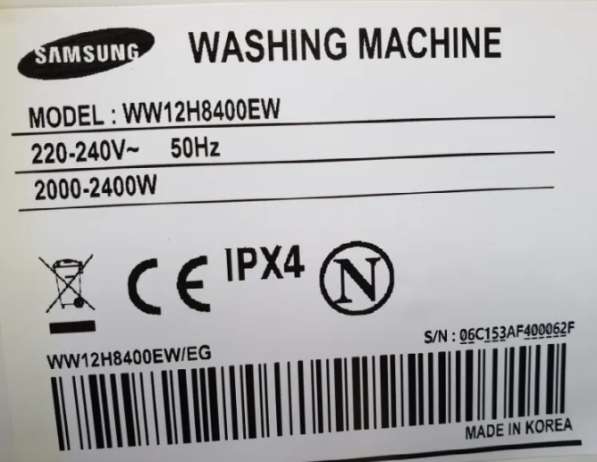 SAMSUNG WASHING MACHINE
MODEL : WW12H8400EW
220-240V~ 50Hz
2000-2400W
CE IPX4 N
S/N : 06C153AF400062F
WW12H8400EW/EG
MADE IN KOREA